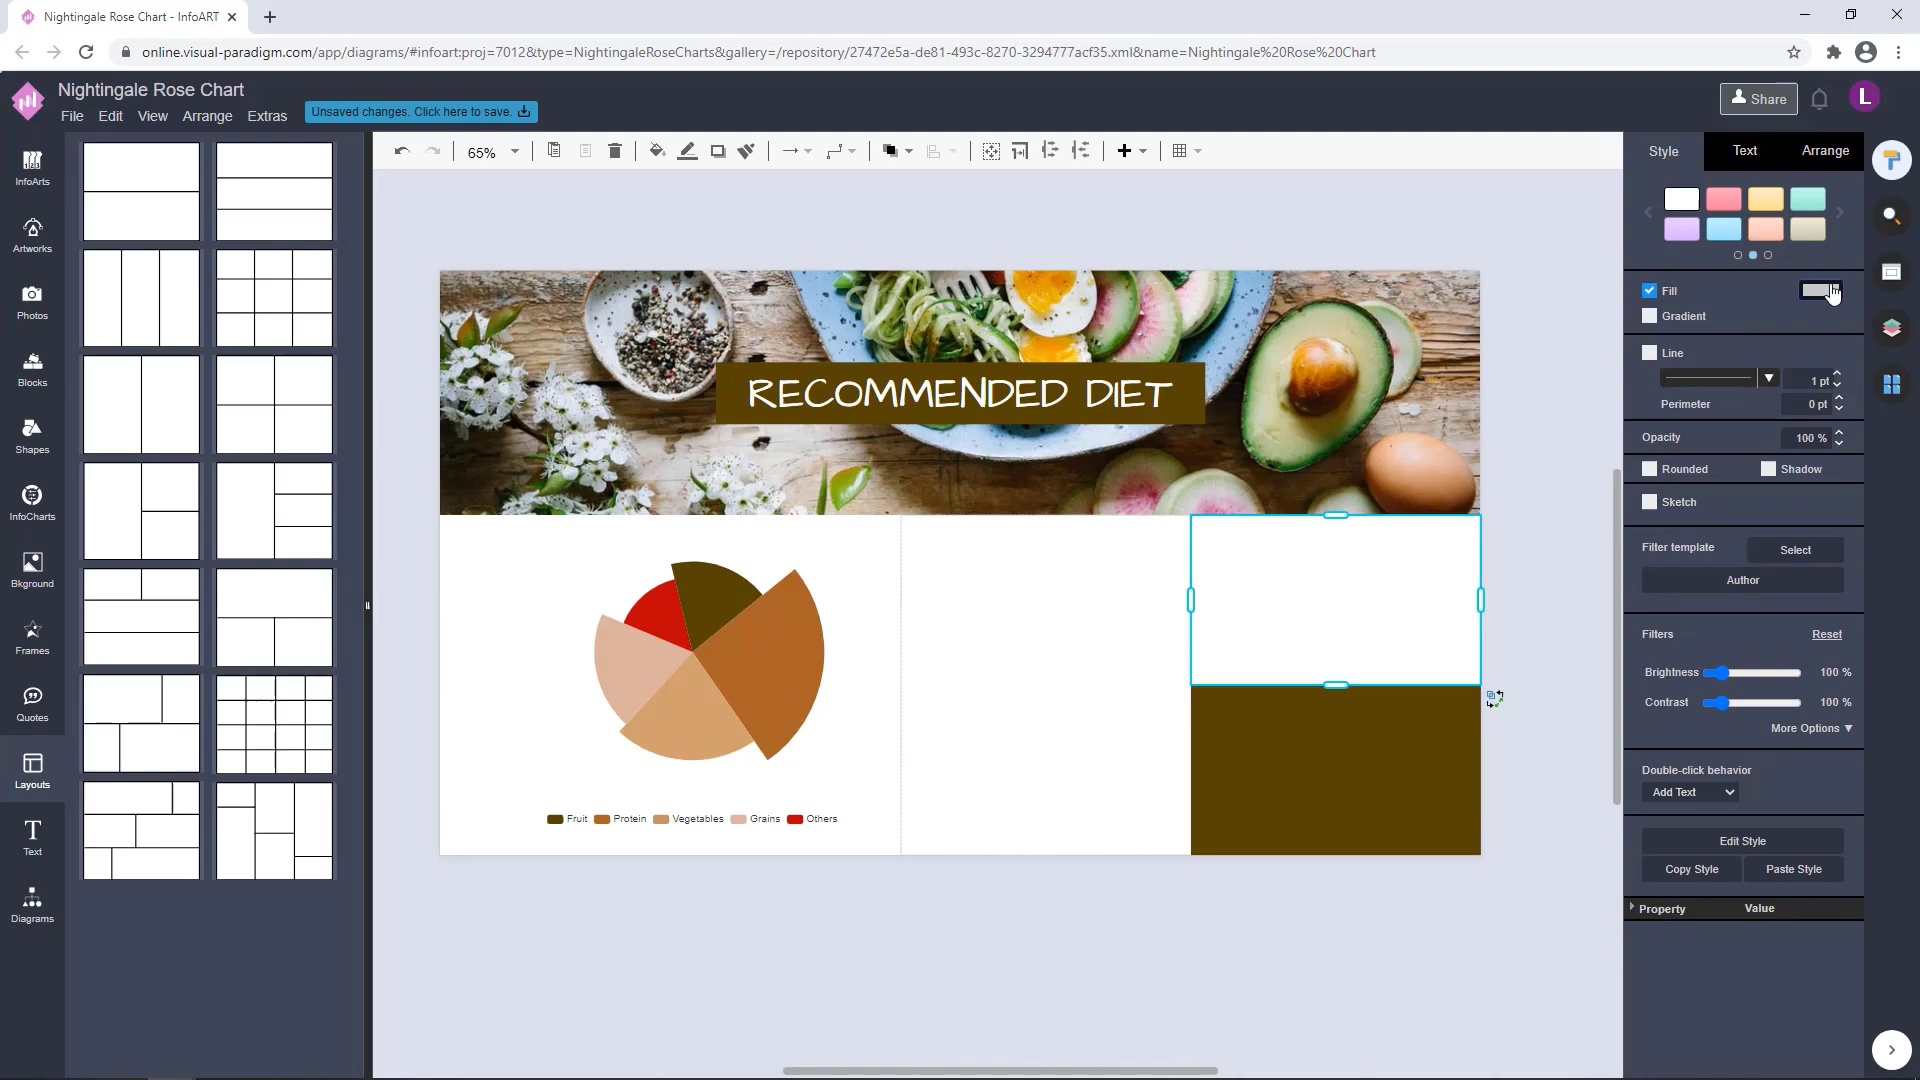 Nightingale Rose Chart - InfoART
online.visual-paradigm.com/app/diagrams/#infoart:proj=7012&type=NightingaleRoseCharts&gallery=/repository/27472e5a-de81-493c-8270-3294777acf35.xml&name=Nightingale%20Rose%20Chart
Nightingale Rose Chart
File Edit View Arrange Extras
Unsaved changes. Click here to save.
Share
L
InfoArts
Artworks
Photos
Blocks
Shapes
InfoCharts
Bkground
Frames
Quotes
Layouts
Text
Diagrams
65%
RECOMMENDED DIET
Fruit Protein Vegetables Grains Others
Style Text Arrange
Fill
Gradient
Line
1 pt
Perimeter 0 pt
Opacity 100 %
Rounded Shadow
Sketch
Filter template Select
Author
Filters Reset
Brightness 100 %
Contrast 100 %
More Options ▼
Double-click behavior
Add Text
Edit Style
Copy Style Paste Style
Property Value